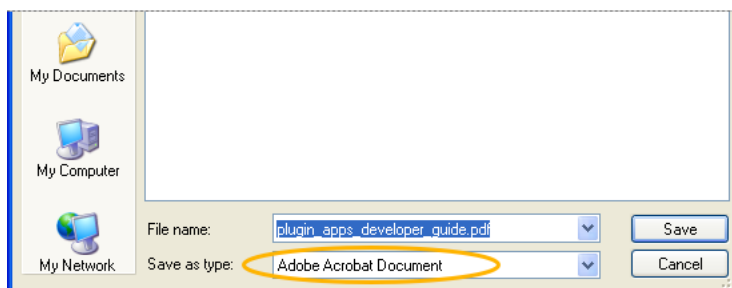 My Documents
My Computer
My Network
File name:
plugin_apps_developer_guide.pdf
Save
Save as type:
Adobe Acrobat Document
Cancel